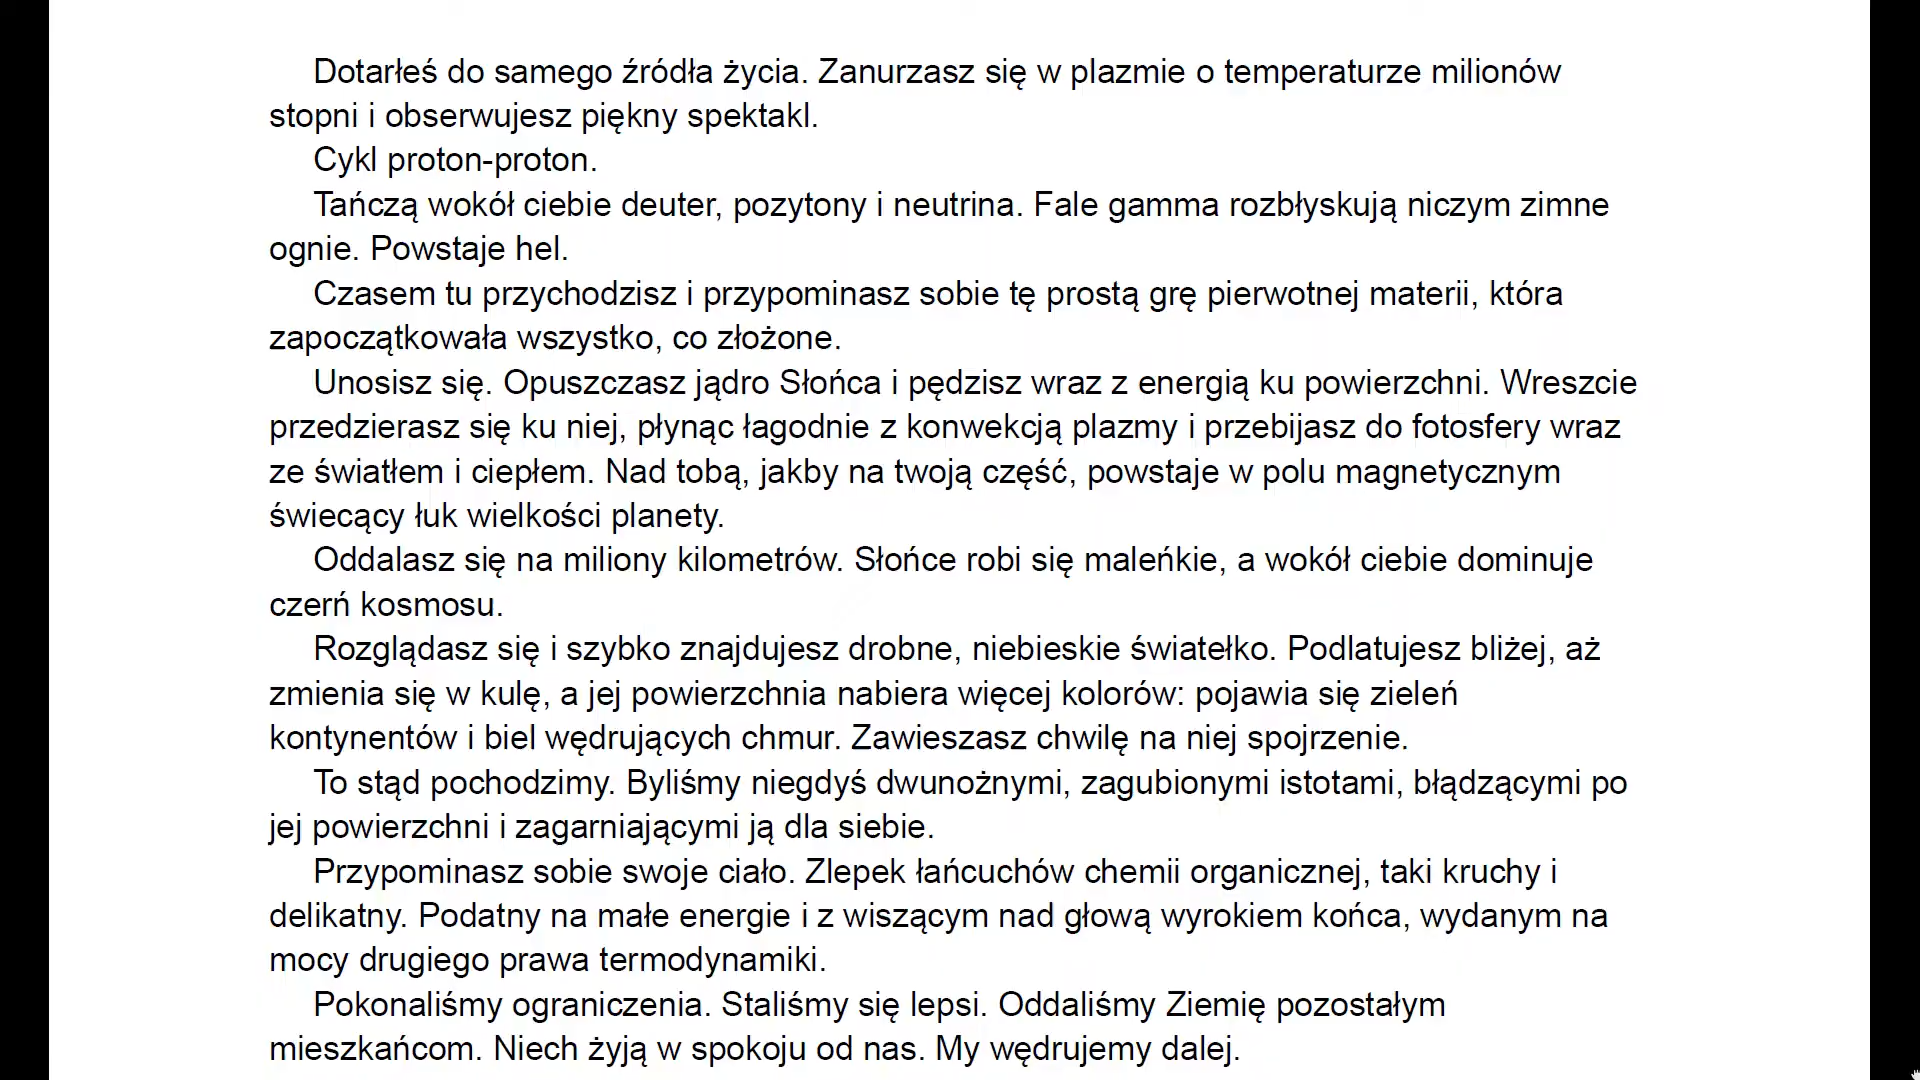 Dotarłeś do samego źródła życia. Zanurzasz się w plazmie o temperaturze milionów
stopni i obserwujesz piękny spektakl.
Cykl proton-proton.
Tańczą wokół ciebie deuter, pozytony i neutrina. Fale gamma rozbłyskują niczym zimne
ognie. Powstaje hel.
Czasem tu przychodzisz i przypominasz sobie tę prostą grę pierwotnej materii, która
zapoczątkowała wszystko, co złożone.
Unosisz się. Opuszczasz jądro Słońca i pędzisz wraz z energią ku powierzchni. Wreszcie
przedzierasz się ku niej, płynąc łagodnie z konwekcją plazmy i przebijasz do fotosfery wraz
ze światłem i ciepłem. Nad tobą, jakby na twoją część, powstaje w polu magnetycznym
świecący łuk wielkości planety.
Oddalasz się na miliony kilometrów. Słońce robi się maleńkie, a wokół ciebie dominuje
czerń kosmosu.
Rozglądasz się i szybko znajdujesz drobne, niebieskie światełko. Podlatujesz bliżej, aż
zmienia się w kulę, a jej powierzchnia nabiera więcej kolorów: pojawia się zieleń
kontynentów i biel wędrujących chmur. Zawieszasz chwilę na niej spojrzenie.
To stąd pochodzimy. Byliśmy niegdyś dwunożnymi, zagubionymi istotami, błądzącymi po
jej powierzchni i zagarniającymi ją dla siebie.
Przypominasz sobie swoje ciało. Zlepek łańcuchów chemii organicznej, taki kruchy i
delikatny. Podatny na małe energie i z wiszącym nad głową wyrokiem końca, wydanym na
mocy drugiego prawa termodynamiki.
Pokonaliśmy ograniczenia. Staliśmy się lepsi. Oddaliśmy Ziemię pozostałym
mieszkańcom. Niech żyją w spokoju od nas. My wędrujemy dalej.